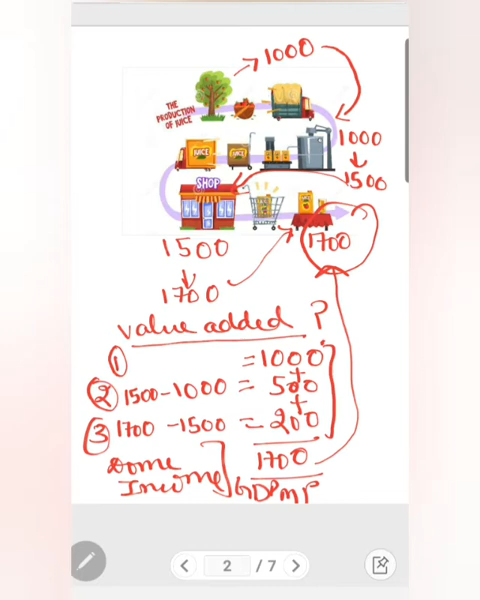 1000
THE
PRODUCTION
OF JUICE
1000
JUICE
JUICE
1500
SHOP
1700
1500
1700
value added ?
① =1000
② 1500-1000 = 500
+
+
③ 1700 -1500 = 200
Dome 1700
Income GDPMP
2 / 7